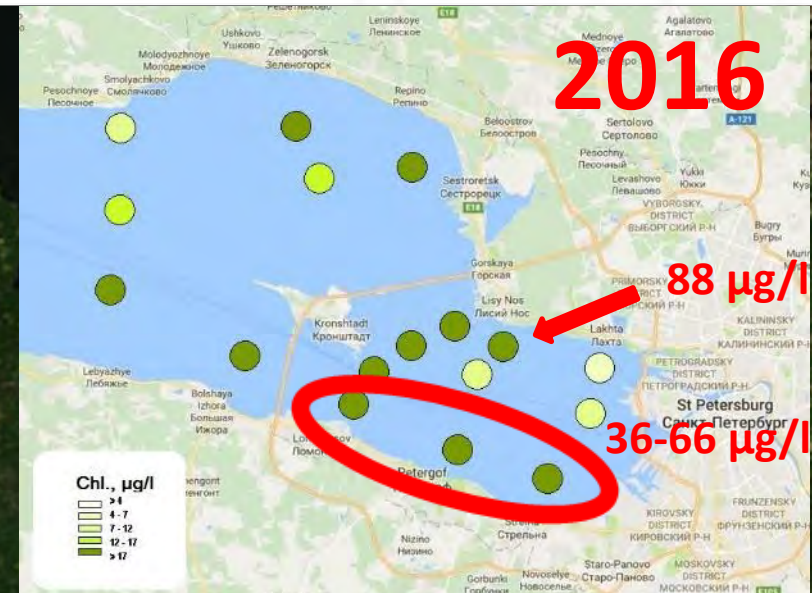 Решетниково
E18
Leninskoye
Ленинское
Agalatovo
Агалатово
Ushkovo
Ушково
Zelenogorsk
Зеленогорск
Mednoye
2016
Molodyozhnoye
Молодежное
Smolyachkovo
Смолячково
Pesochnoye
Песочное
Repino
Репино
A-121
Beloostrov
Белоостров
Sertolovo
Сертолово
Pesochny
Песочный
Levashovo
Левашово
Yukki
Юкки
Sestroretsk
Сестрорецк
E18
VYBORGSKY
DISTRICT
ВЫБОРГСКИЙ Р-Н
Bugry
Бугры
Gorskaya
Горская
88 µg/l
Lisy Nos
Лисий Нос
Kronshtadt
Кронштадт
Lakhta
Лахта
KALININSKY
DISTRICT
КАЛИНИНСКИЙ Р-Н
PETROGRADSKY
DISTRICT
ПЕТРОГРАДСКИЙ Р-Н
Lebyazhye
Лебяжье
Bolshaya
Izhora
Большая
Ижора
St Petersburg
Санкт-Петербург
36-66 µg/l
Petergof
Chl., µg/l
>4
4 - 7
7 - 12
12 - 17
> 17
Strelna
Стрельна
KIROVSKY
DISTRICT
КИРОВСКИЙ Р-Н
FRUNZENSKY
DISTRICT
ФРУНЗЕНСКИЙ Р-Н
Nizino
Низино
Staro-Panovo
Старо-Паново
MOSKOVSKY
DISTRICT
МОСКОВСКИЙ Р-Н
Gorbunki
Горбунки
Novoselye
Новоселье